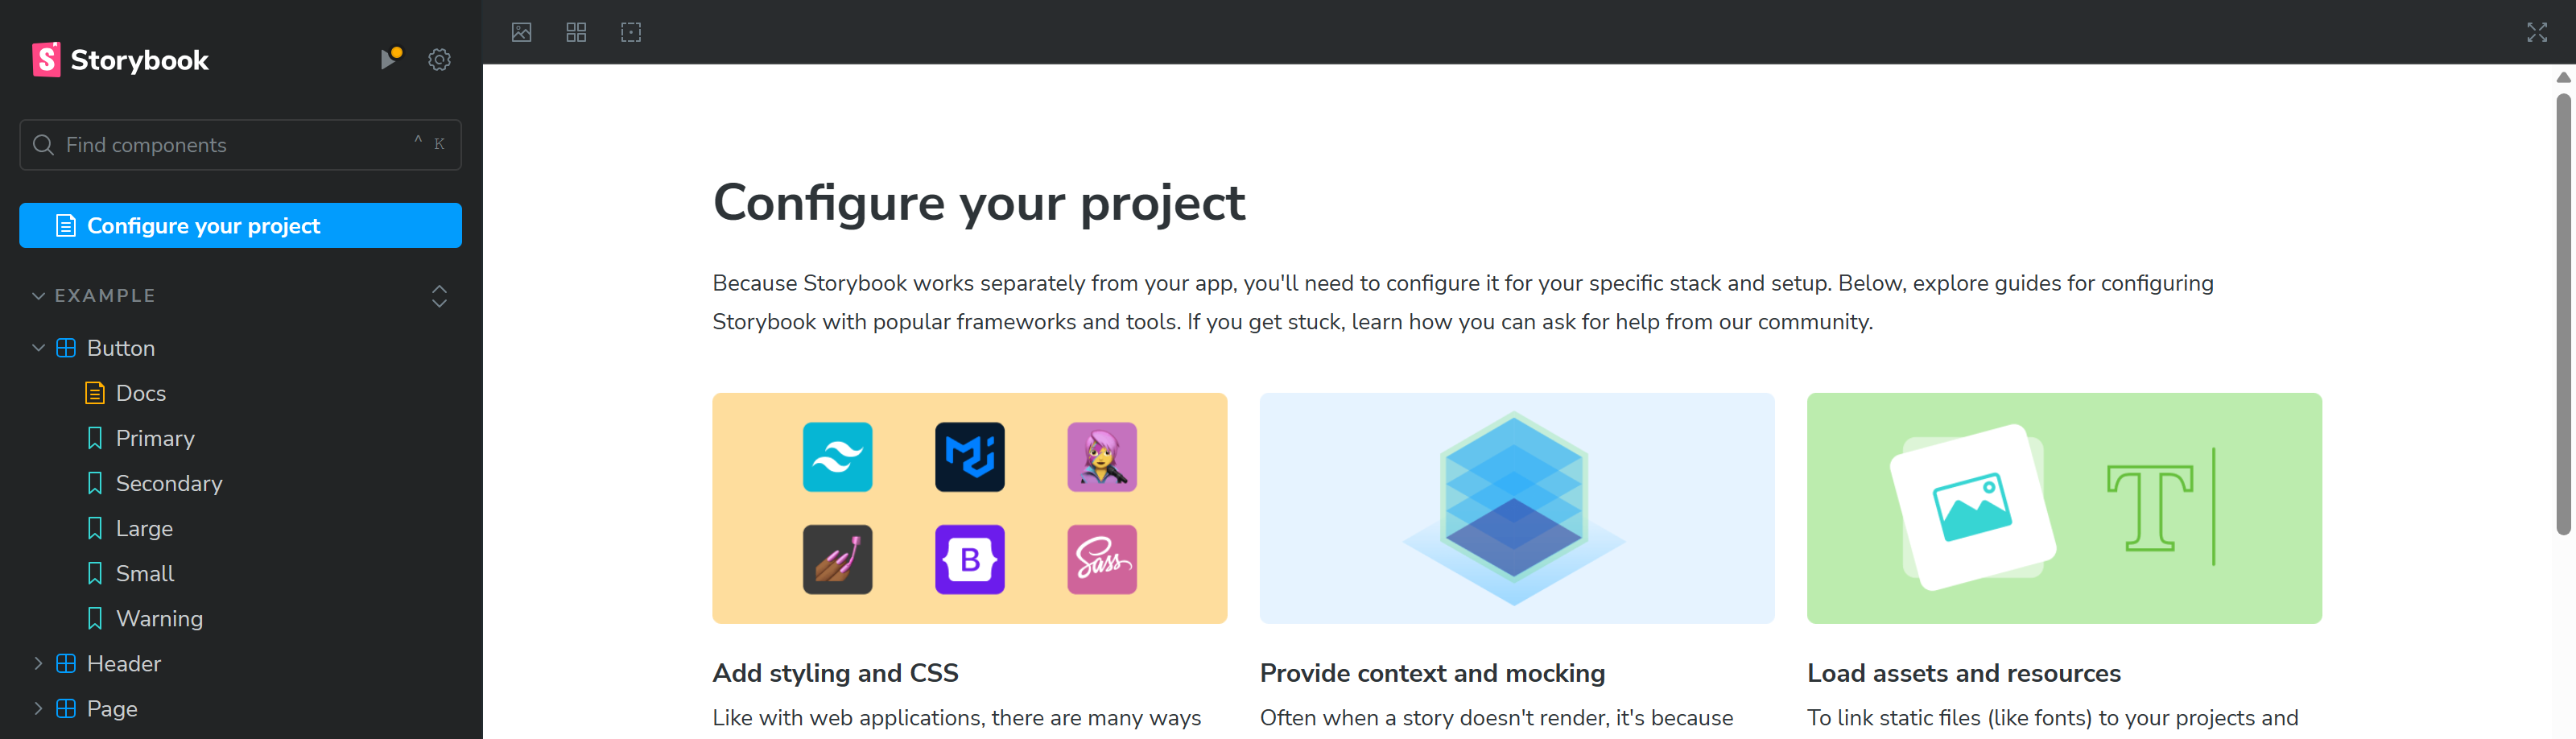 Storybook
Find components
^ K
Configure your project
EXAMPLE
Button
Docs
Primary
Secondary
Large
Small
Warning
Header
Page
Configure your project
Because Storybook works separately from your app, you'll need to configure it for your specific stack and setup. Below, explore guides for configuring
Storybook with popular frameworks and tools. If you get stuck, learn how you can ask for help from our community.
B
Sass
T
Add styling and CSS
Like with web applications, there are many ways
Provide context and mocking
Often when a story doesn't render, it's because
Load assets and resources
To link static files (like fonts) to your projects and